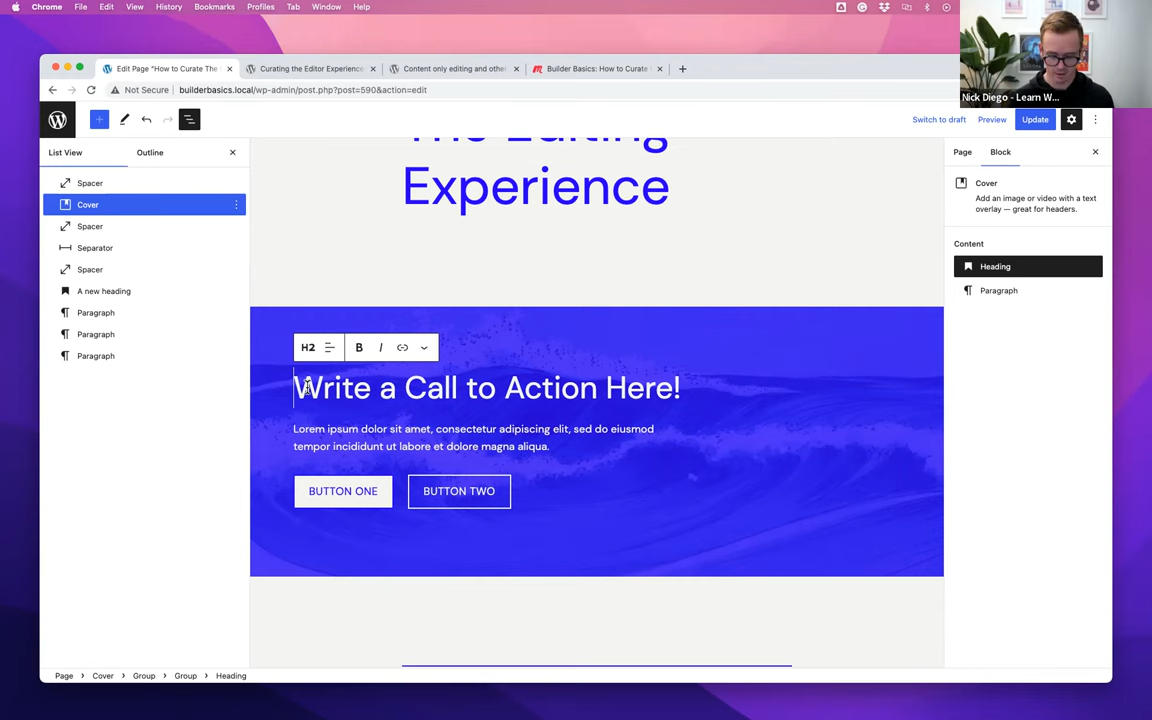 Chrome File Edit View History Bookmarks Profiles Tab Window Help
Edit Page “How to Curate The
Curating the Editor Experience
Content only editing and other
Builder Basics: How to Curate
Not Secure builderbasics.local/wp-admin/post.php?post=590&action=edit
Nick Diego - Learn W...
Switch to draft Preview Update
List View Outline
Spacer
Cover
Spacer
Separator
Spacer
A new heading
Paragraph
Paragraph
Paragraph
The Editing
Experience
H2 B I
Write a Call to Action Here!
Lorem ipsum dolor sit amet, consectetur adipiscing elit, sed do eiusmod
tempor incididunt ut labore et dolore magna aliqua.
BUTTON ONE BUTTON TWO
Page Block
Cover
Add an image or video with a text
overlay — great for headers.
Content
Heading
Paragraph
Page > Cover > Group > Group > Heading